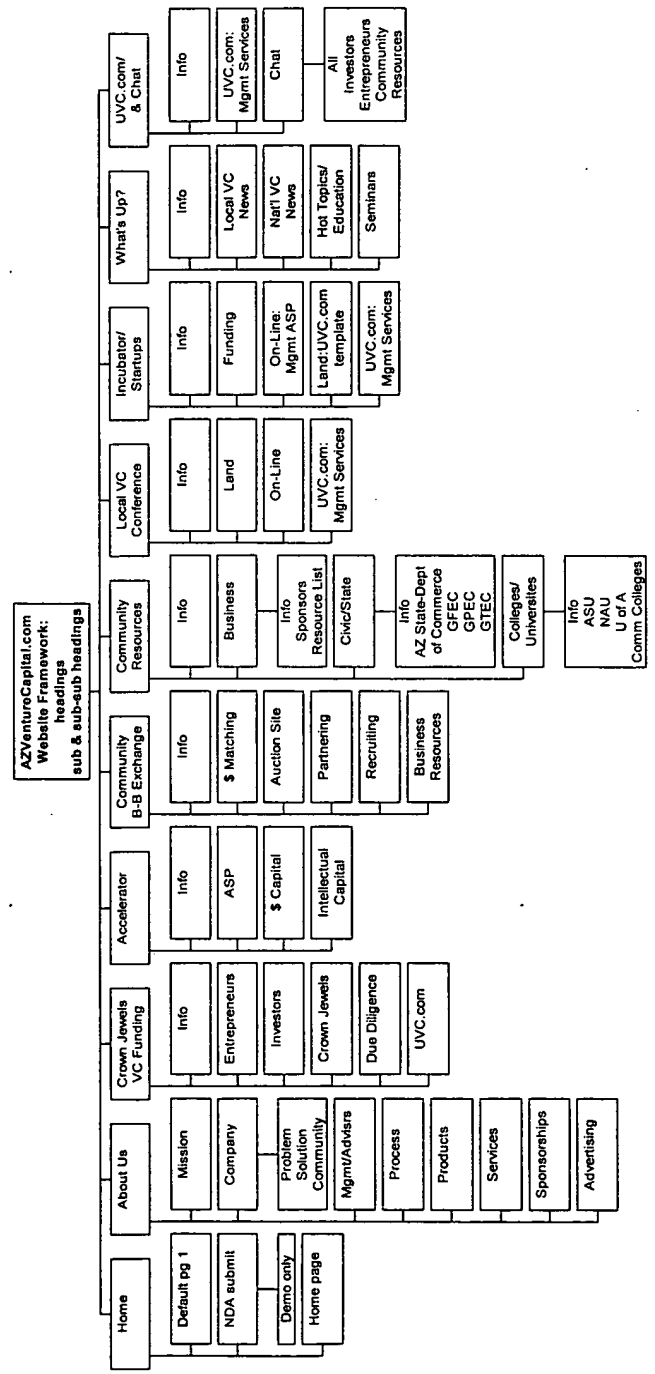 AZVenturoCapital.com
Website Framework:
headings
sub & sub-sub headings
Home
Default pg 1
NDA submit
Demo only
Home page
About Us
Mission
Company
Problem
Solution
Community
Mgmt/Advisrs
Process
Products
Services
Sponsorships
Advertising
Crown Jewels
VC Funding
Info
Entrepreneurs
Investors
Crown Jewels
Due Diligence
UVC.com
Accelerator
Info
ASP
$ Capital
Intellectual
Capital
Community
B-B Exchange
Info
$ Matching
Auction Site
Partnering
Recruiting
Business
Resources
Community
Resources
Info
Business
Info
Sponsors
Resource List
Civic/State
Info
AZ State-Dept
of Commerce
GFEC
GPEC
GTEC
Colleges/
Universites
Info
ASU
NAU
U of A
Comm Colleges
Local VC
Conference
Info
Land
On-Line
UVC.com:
Mgmt Services
Incubator/
Startups
Info
Funding
On-Line:
Mgmt ASP
Land:UVC.com
template
UVC.com:
Mgmt Services
What's Up?
Info
Local VC
News
Nat'l VC
News
Hot Topics/
Education
Seminars
UVC.com/
& Chat
Info
UVC.com:
Mgmt Services
Chat
All
Investors
Entrepreneurs
Community
Resources